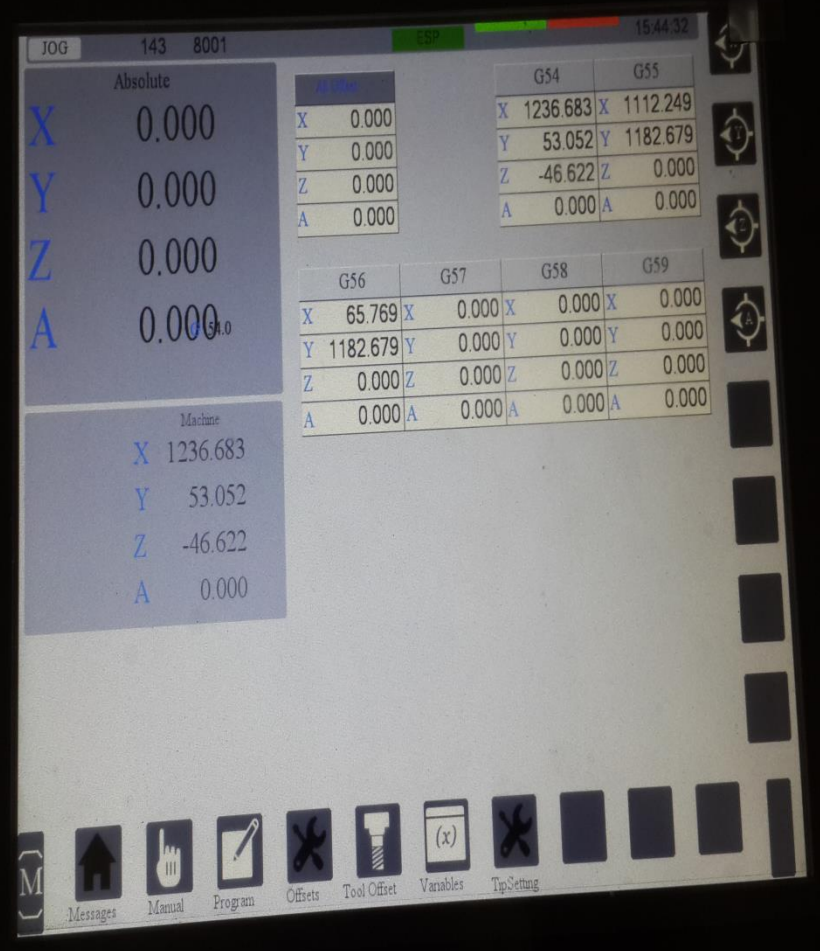 JOG 143 8001 ESP 15:44:32
Absolute
X 0.000
Y 0.000
Z 0.000
A 0.000
G 54.0
Machine
X 1236.683
Y 53.052
Z -46.622
A 0.000
All Offset
X 0.000
Y 0.000
Z 0.000
A 0.000
G54 G55
X 1236.683 X 1112.249
Y 53.052 Y 1182.679
Z -46.622 Z 0.000
A 0.000 A 0.000
G56 G57 G58 G59
X 65.769 X 0.000 X 0.000 X 0.000
Y 1182.679 Y 0.000 Y 0.000 Y 0.000
Z 0.000 Z 0.000 Z 0.000 Z 0.000
A 0.000 A 0.000 A 0.000 A 0.000
Y
Z
A
M
(x)
Messages Manual Program Offsets Tool Offset Variables TipSetting